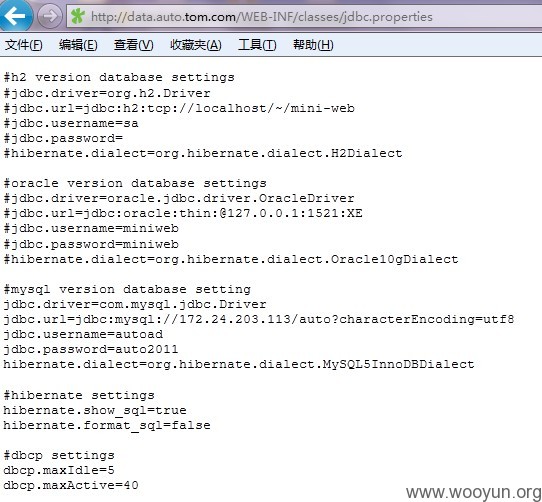 http://data.auto.tom.com/WEB-INF/classes/jdbc.properties
文件(F) 编辑(E) 查看(V) 收藏夹(A) 工具(T) 帮助(H)
#h2 version database settings
#jdbc.driver=org.h2.Driver
#jdbc.url=jdbc:h2:tcp://localhost/~/mini-web
#jdbc.username=sa
#jdbc.password=
#hibernate.dialect=org.hibernate.dialect.H2Dialect
#oracle version database settings
#jdbc.driver=oracle.jdbc.driver.OracleDriver
#jdbc.url=jdbc:oracle:thin:@127.0.0.1:1521:XE
#jdbc.username=miniweb
#jdbc.password=miniweb
#hibernate.dialect=org.hibernate.dialect.Oracle10gDialect
#mysql version database setting
jdbc.driver=com.mysql.jdbc.Driver
jdbc.url=jdbc:mysql://172.24.203.113/auto?characterEncoding=utf8
jdbc.username=autoad
jdbc.password=auto2011
hibernate.dialect=org.hibernate.dialect.MySQL5InnoDBDialect
#hibernate settings
hibernate.show_sql=true
hibernate.format_sql=false
#dbcp settings
dbcp.maxIdle=5
dbcp.maxActive=40
www.wooyun.org